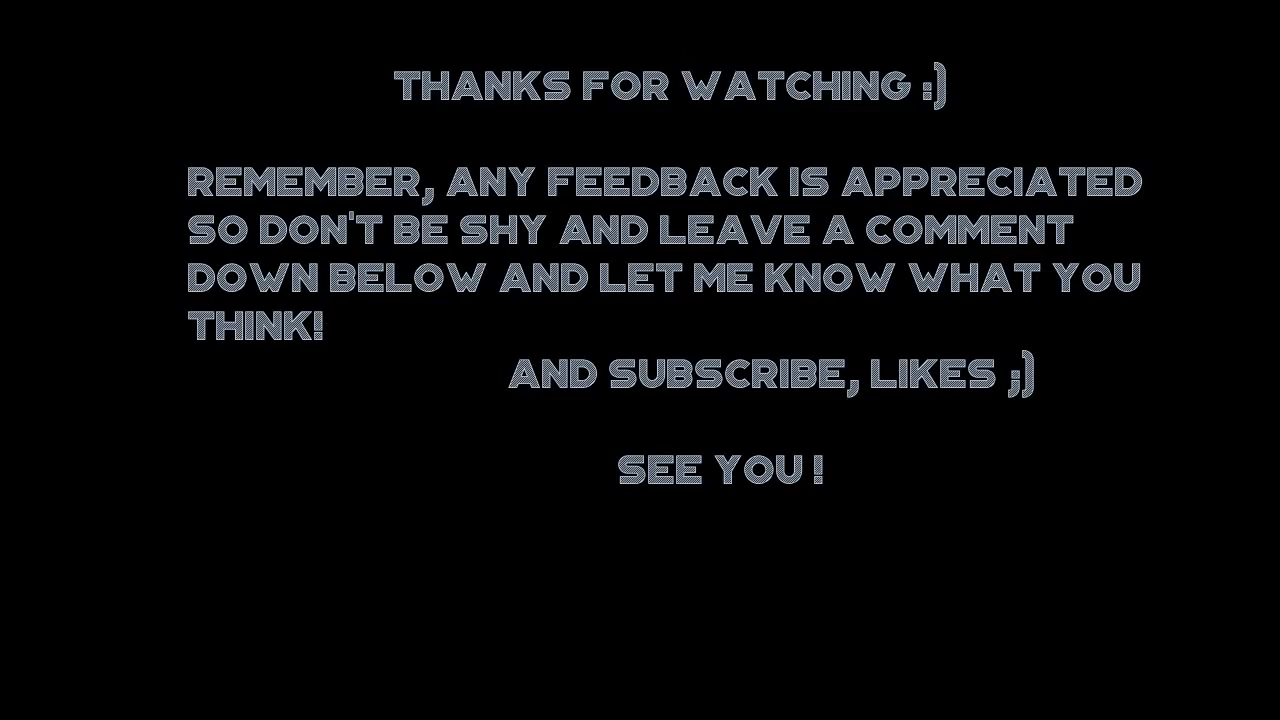 THANKS FOR WATCHING :)
REMEMBER, ANY FEEDBACK IS APPRECIATED
SO DON'T BE SHY AND LEAVE A COMMENT
DOWN BELOW AND LET ME KNOW WHAT YOU
THINK!
AND SUBSCRIBE, LIKES ;)
SEE YOU !